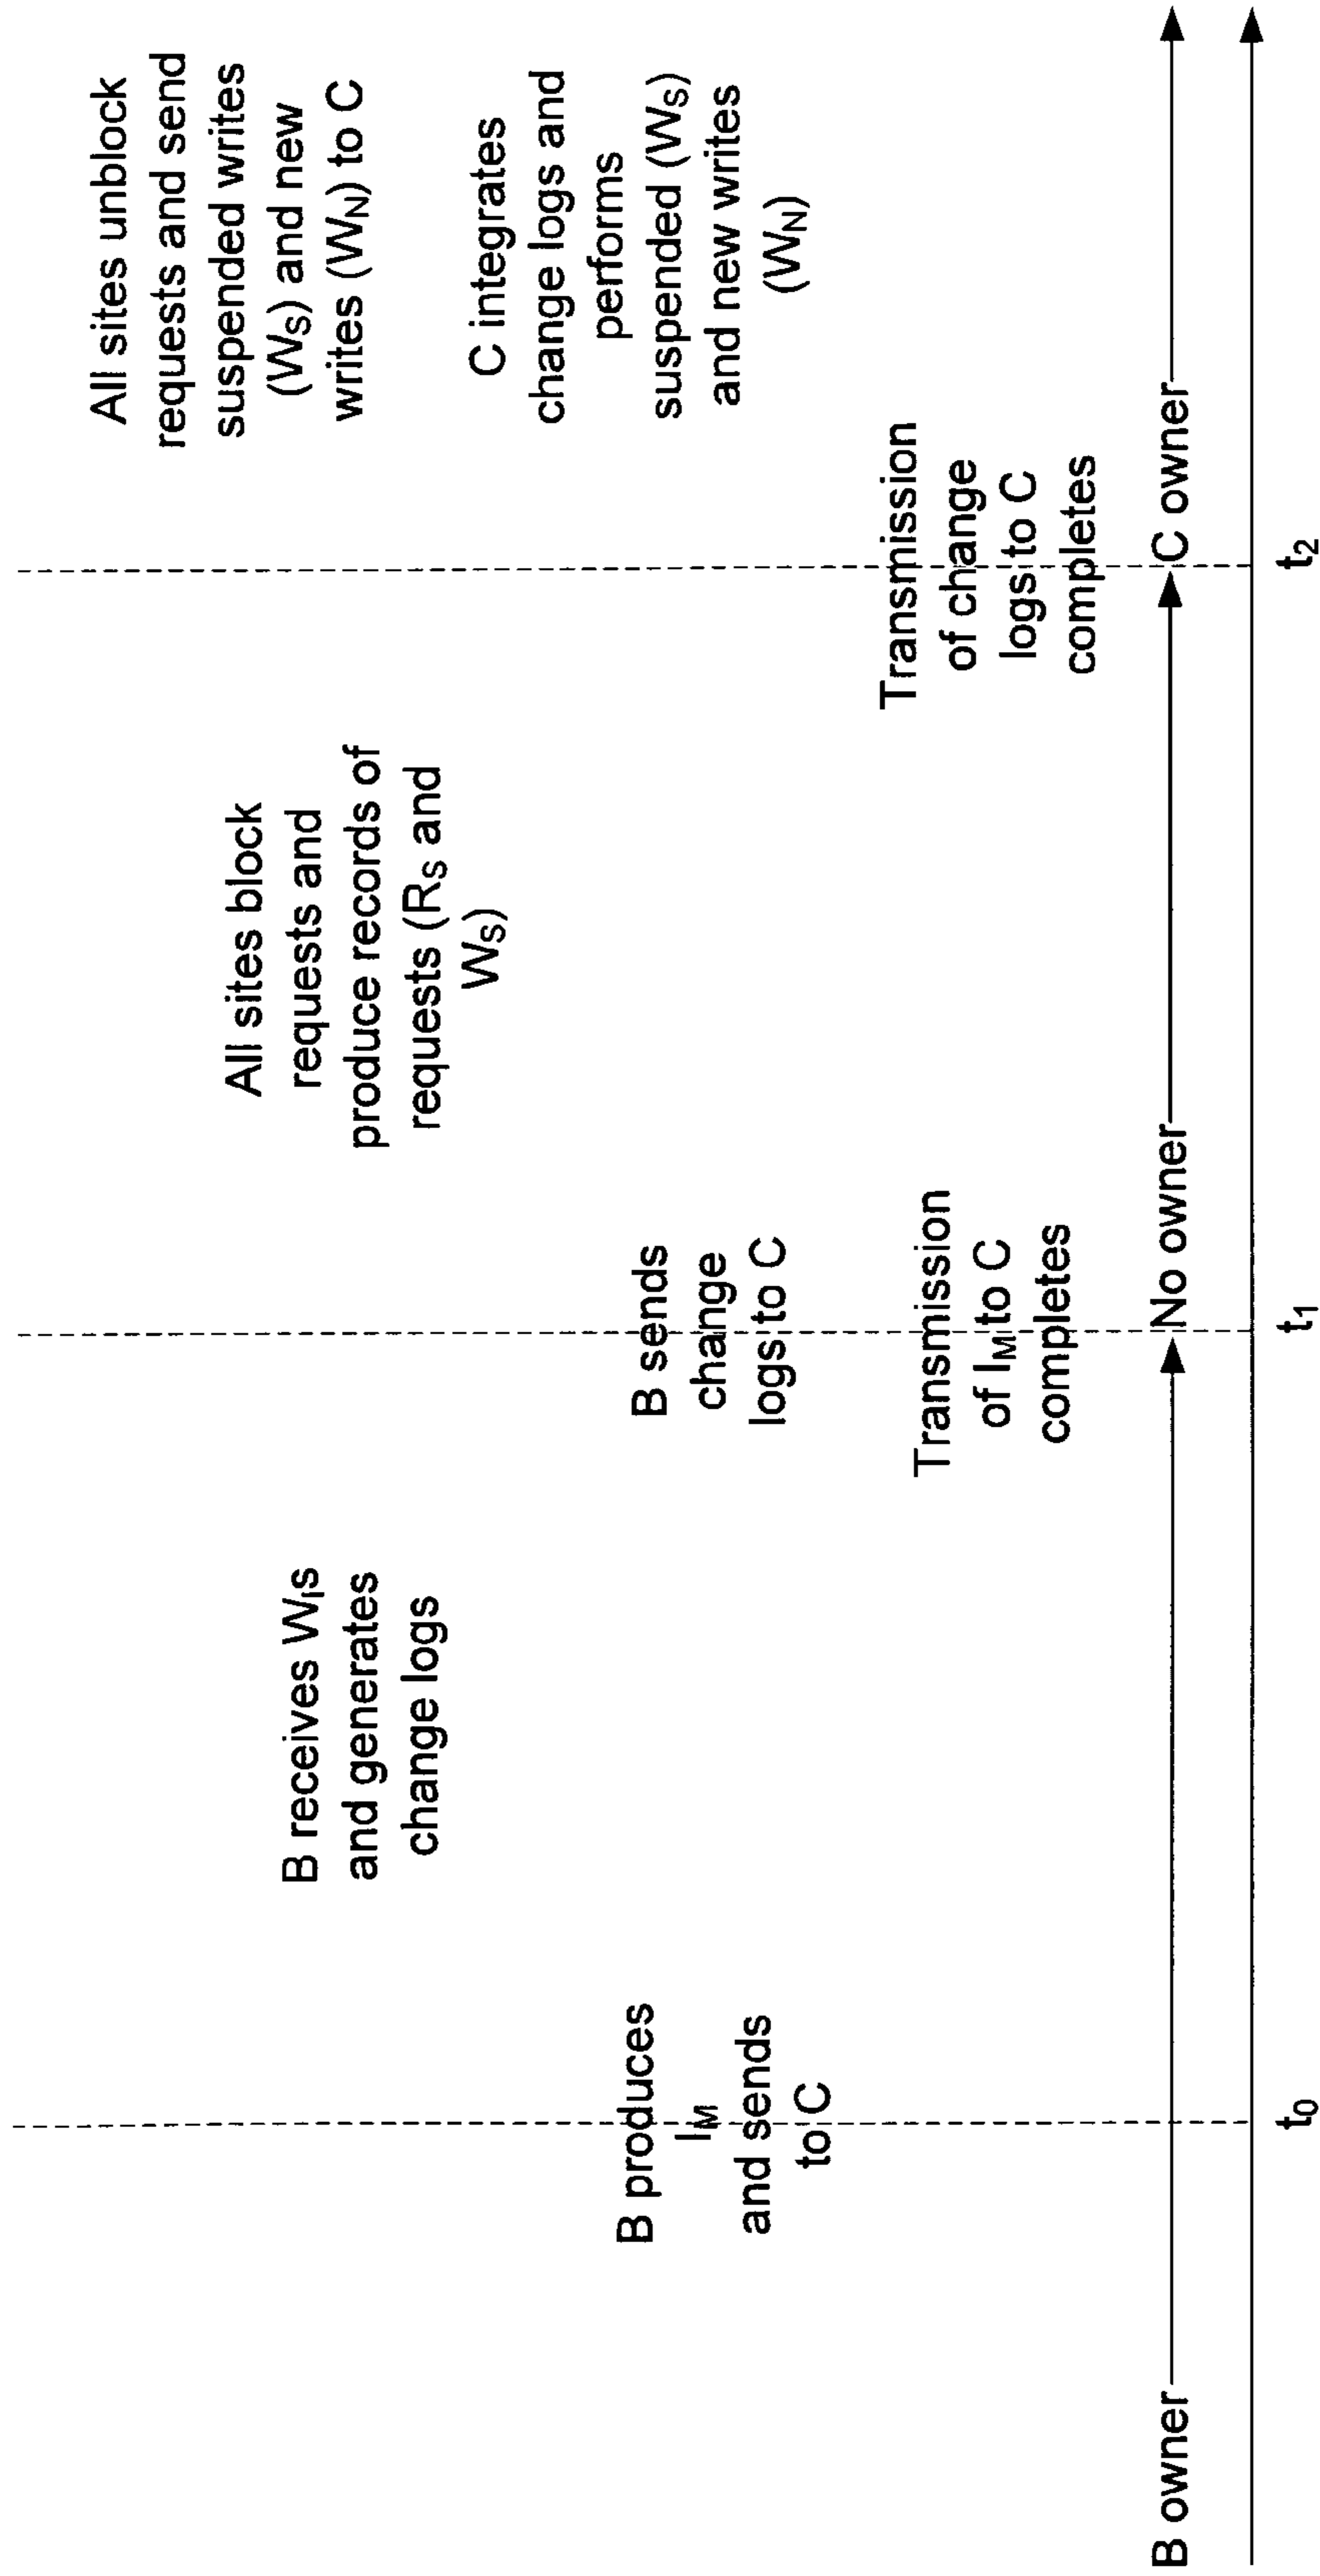 All sites unblock
requests and send
suspended writes
(WS) and new
writes (WN) to C
C integrates
change logs and
performs
suspended (WS)
and new writes
(WN)
All sites block
requests and
produce records of
requests (RS and
WS)
B receives WIs
and generates
change logs
B produces
IM
and sends
to C
B sends
change
logs to C
Transmission
of IM to C
completes
Transmission
of change
logs to C
completes
B owner
No owner
C owner
t0
t1
t2